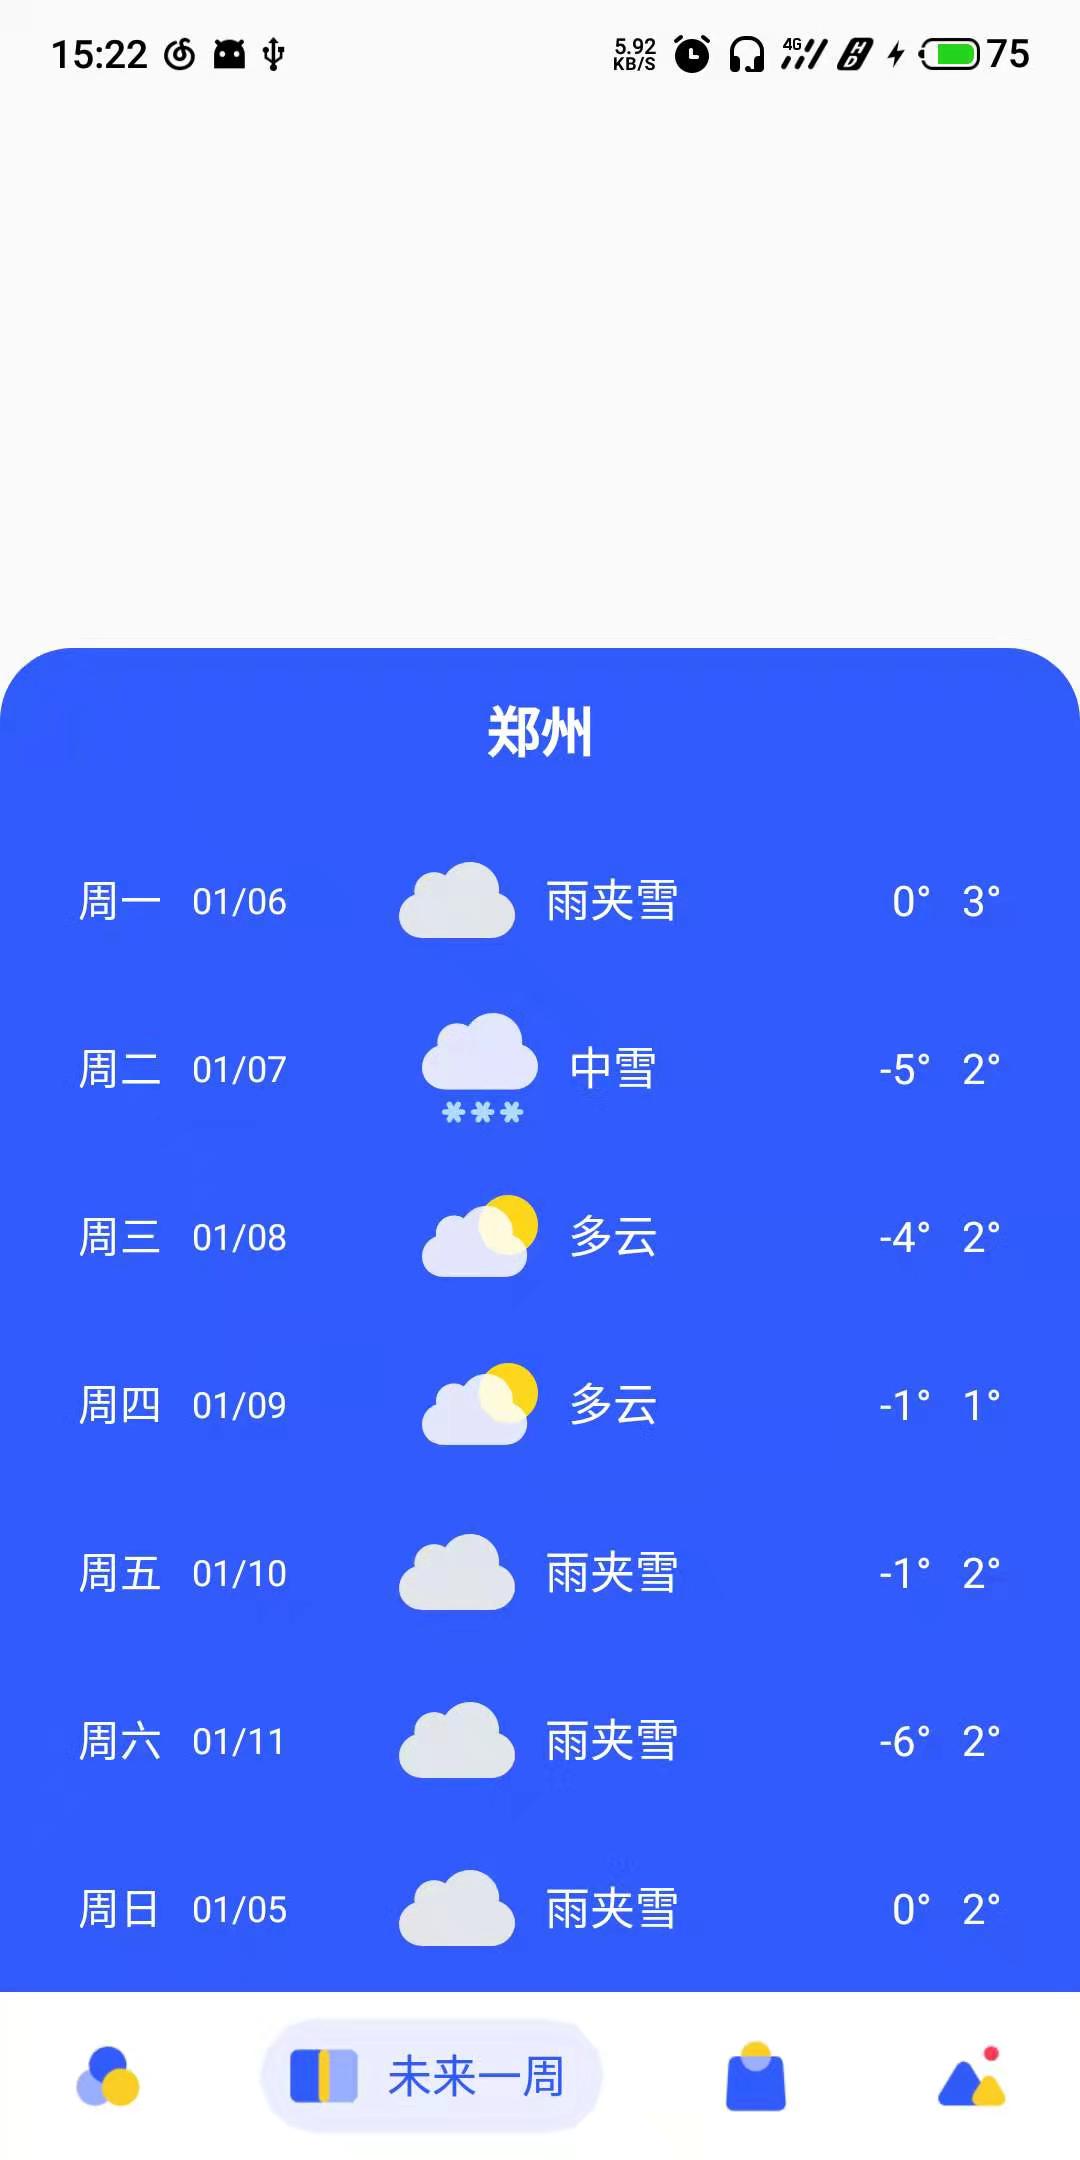 15:22 5.92 KB/S 4G HD 75
郑州
周一 01/06 雨夹雪 0° 3°
周二 01/07 中雪 -5° 2°
周三 01/08 多云 -4° 2°
周四 01/09 多云 -1° 1°
周五 01/10 雨夹雪 -1° 2°
周六 01/11 雨夹雪 -6° 2°
周日 01/05 雨夹雪 0° 2°
未来一周